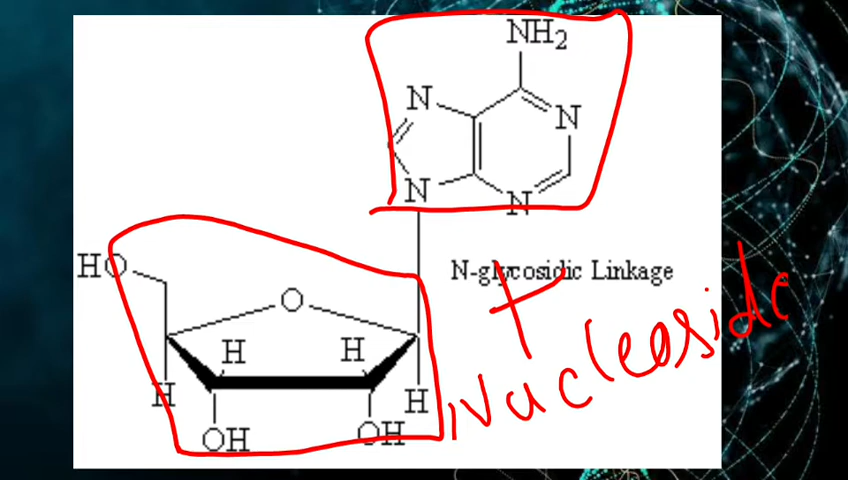 NH2
N
N
N
N
HO
N-glycosidic Linkage
+
O
Nucleoside
H
H
H
H
OH
OH